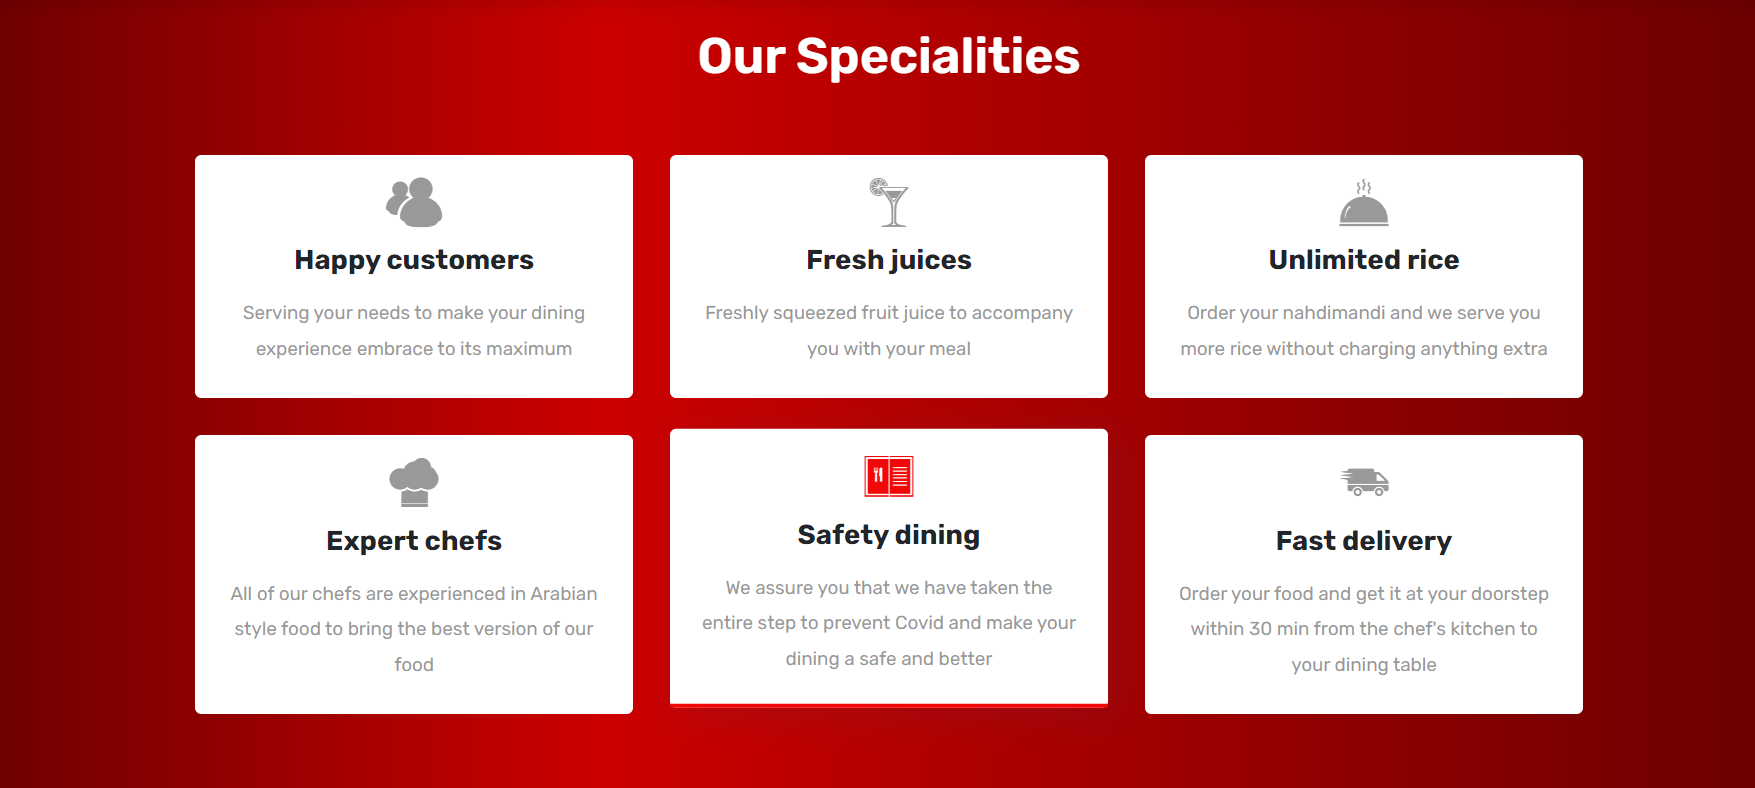 Our Specialities
Happy customers
Serving your needs to make your dining
experience embrace to its maximum
Fresh juices
Freshly squeezed fruit juice to accompany
you with your meal
Unlimited rice
Order your nahdimandi and we serve you
more rice without charging anything extra
Expert chefs
All of our chefs are experienced in Arabian
style food to bring the best version of our
food
Safety dining
We assure you that we have taken the
entire step to prevent Covid and make your
dining a safe and better
Fast delivery
Order your food and get it at your doorstep
within 30 min from the chef's kitchen to
your dining table